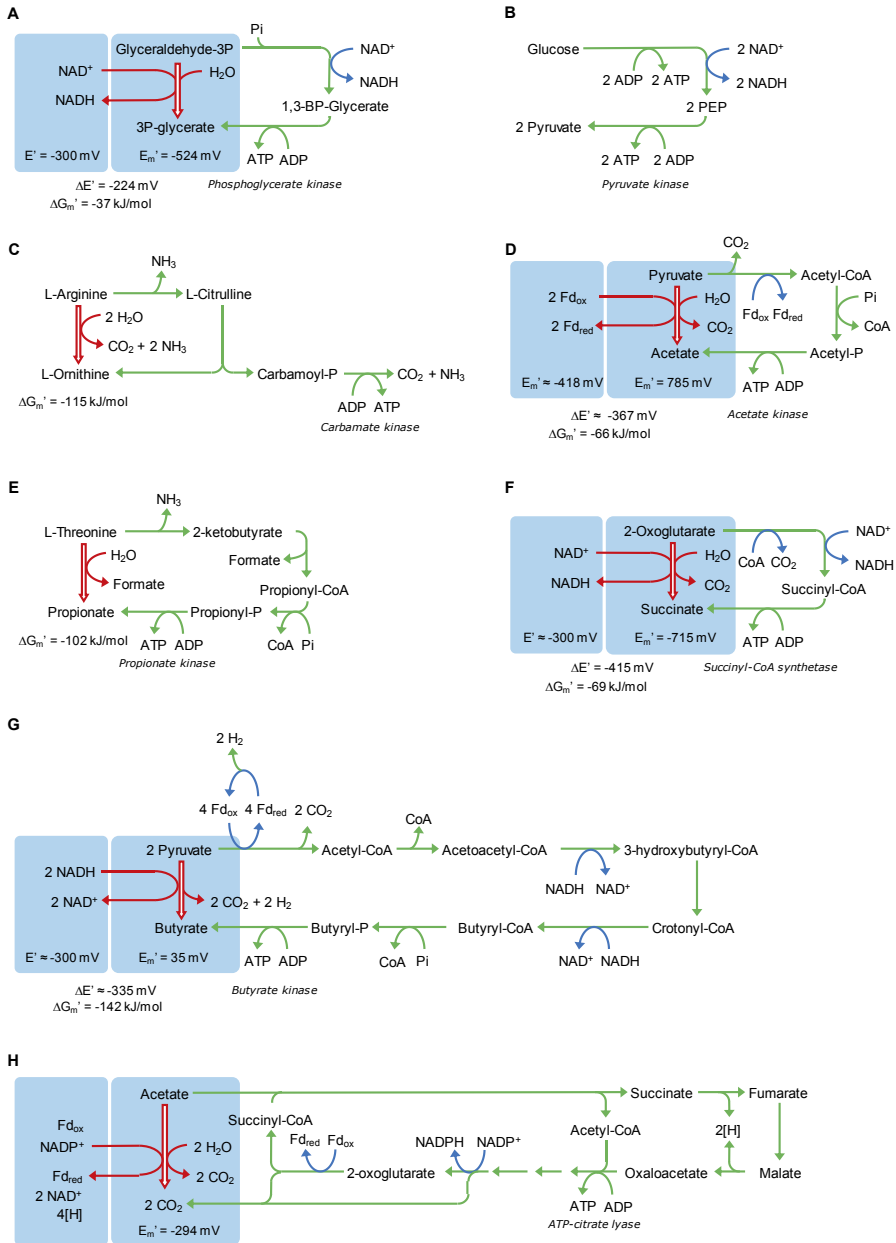 A
Pi
Glyceraldehyde-3P
NAD⁺
NAD⁺
H₂O
NADH
NADH
1,3-BP-Glycerate
3P-glycerate
ATP ADP
E' = -300 mV
Eₘ' = -524 mV
Phosphoglycerate kinase
ΔE' = -224 mV
ΔGₘ' = -37 kJ/mol
B
Glucose
2 NAD⁺
2 ADP 2 ATP
2 NADH
2 PEP
2 Pyruvate
2 ATP 2 ADP
Pyruvate kinase
C
NH₃
L-Arginine
L-Citrulline
2 H₂O
CO₂ + 2 NH₃
L-Ornithine
Carbamoyl-P
CO₂ + NH₃
ΔGₘ' = -115 kJ/mol
ADP ATP
Carbamate kinase
D
CO₂
Pyruvate
Acetyl-CoA
2 Fdₒₓ
H₂O
Pi
Fdₒₓ Fd_red
2 Fd_red
CO₂
CoA
Acetate
Acetyl-P
Eₘ' ≈ -418 mV
Eₘ' = 785 mV
ATP ADP
ΔE' ≈ -367 mV
Acetate kinase
ΔGₘ' = -66 kJ/mol
E
NH₃
L-Threonine
2-ketobutyrate
H₂O
Formate
Formate
Propionyl-CoA
Propionate
Propionyl-P
ΔGₘ' = -102 kJ/mol
ATP ADP
CoA Pi
Propionate kinase
F
2-Oxoglutarate
NAD⁺
NAD⁺
H₂O
CoA CO₂
NADH
NADH
CO₂
Succinyl-CoA
Succinate
E' ≈ -300 mV
Eₘ' = -715 mV
ATP ADP
ΔE' = -415 mV
Succinyl-CoA synthetase
ΔGₘ' = -69 kJ/mol
G
2 H₂
4 Fdₒₓ 4 Fd_red 2 CO₂
CoA
2 Pyruvate
Acetyl-CoA
Acetoacetyl-CoA
3-hydroxybutyryl-CoA
2 NADH
NADH NAD⁺
2 NAD⁺
2 CO₂ + 2 H₂
Butyrate
Butyryl-P
Butyryl-CoA
Crotonyl-CoA
E' ≈ -300 mV
Eₘ' = 35 mV
ATP ADP
CoA Pi
NAD⁺ NADH
ΔE' ≈ -335 mV
Butyrate kinase
ΔGₘ' = -142 kJ/mol
H
Acetate
Succinate
Fumarate
Fdₒₓ
Succinyl-CoA
Acetyl-CoA
2[H]
NADP⁺
2 H₂O
Fd_red Fdₒₓ
NADPH NADP⁺
Fd_red
2 CO₂
2-oxoglutarate
Oxaloacetate
Malate
2 NAD⁺
2 CO₂
4[H]
ATP ADP
ATP-citrate lyase
Eₘ' = -294 mV